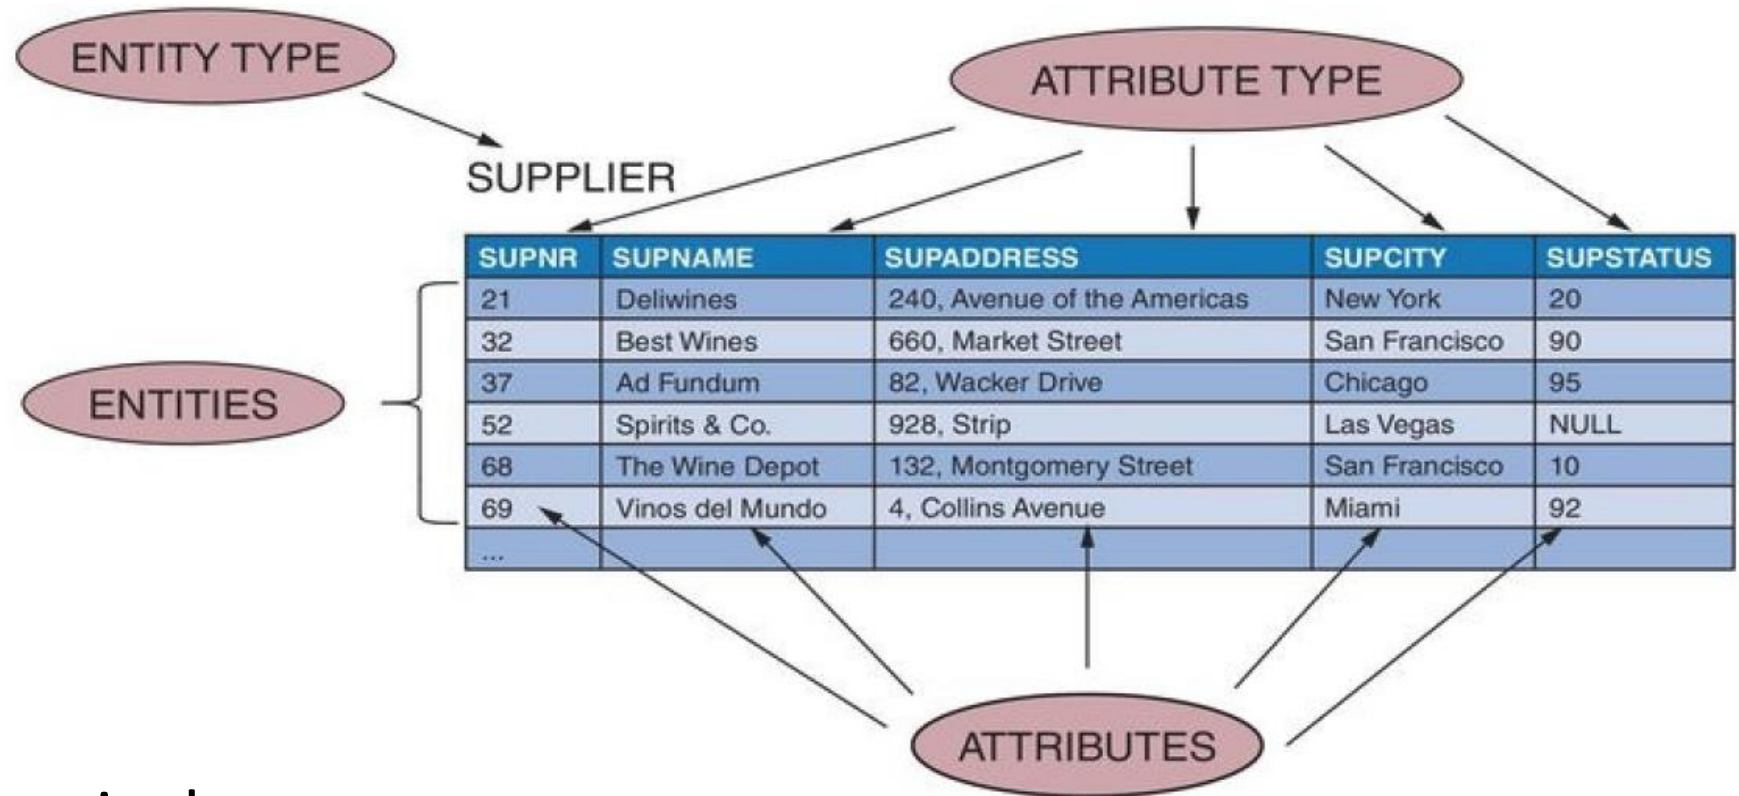 ENTITY TYPE
ATTRIBUTE TYPE
SUPPLIER
SUPNR SUPNAME SUPADDRESS SUPCITY SUPSTATUS
21 Deliwines 240, Avenue of the Americas New York 20
32 Best Wines 660, Market Street San Francisco 90
37 Ad Fundum 82, Wacker Drive Chicago 95
ENTITIES
52 Spirits & Co. 928, Strip Las Vegas NULL
68 The Wine Depot 132, Montgomery Street San Francisco 10
69 Vinos del Mundo 4, Collins Avenue Miami 92
...
ATTRIBUTES